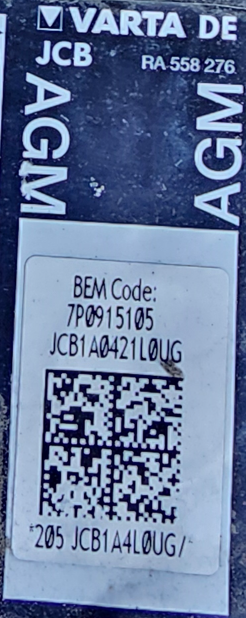 VARTA DE
JCB RA 558 276
AGM AGM
BEM Code:
7P0915105
JCB1A0421L0UG
*205 JCB1A4L0UG/*